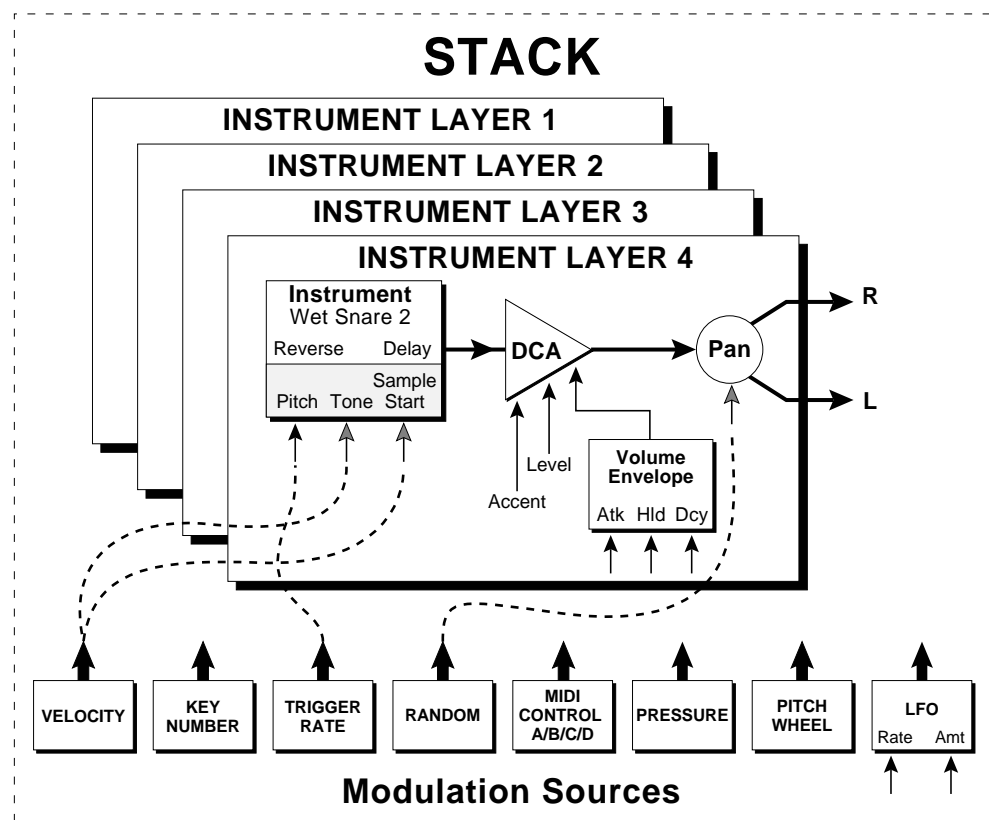 STACK
INSTRUMENT LAYER 1
INSTRUMENT LAYER 2
INSTRUMENT LAYER 3
INSTRUMENT LAYER 4
Instrument
Wet Snare 2
Reverse Delay
Sample
Pitch Tone Start
DCA
Pan
R
L
Level
Accent
Volume
Envelope
Atk Hld Dcy
VELOCITY
KEY
NUMBER
TRIGGER
RATE
RANDOM
MIDI
CONTROL
A/B/C/D
PRESSURE
PITCH
WHEEL
LFO
Rate Amt
Modulation Sources